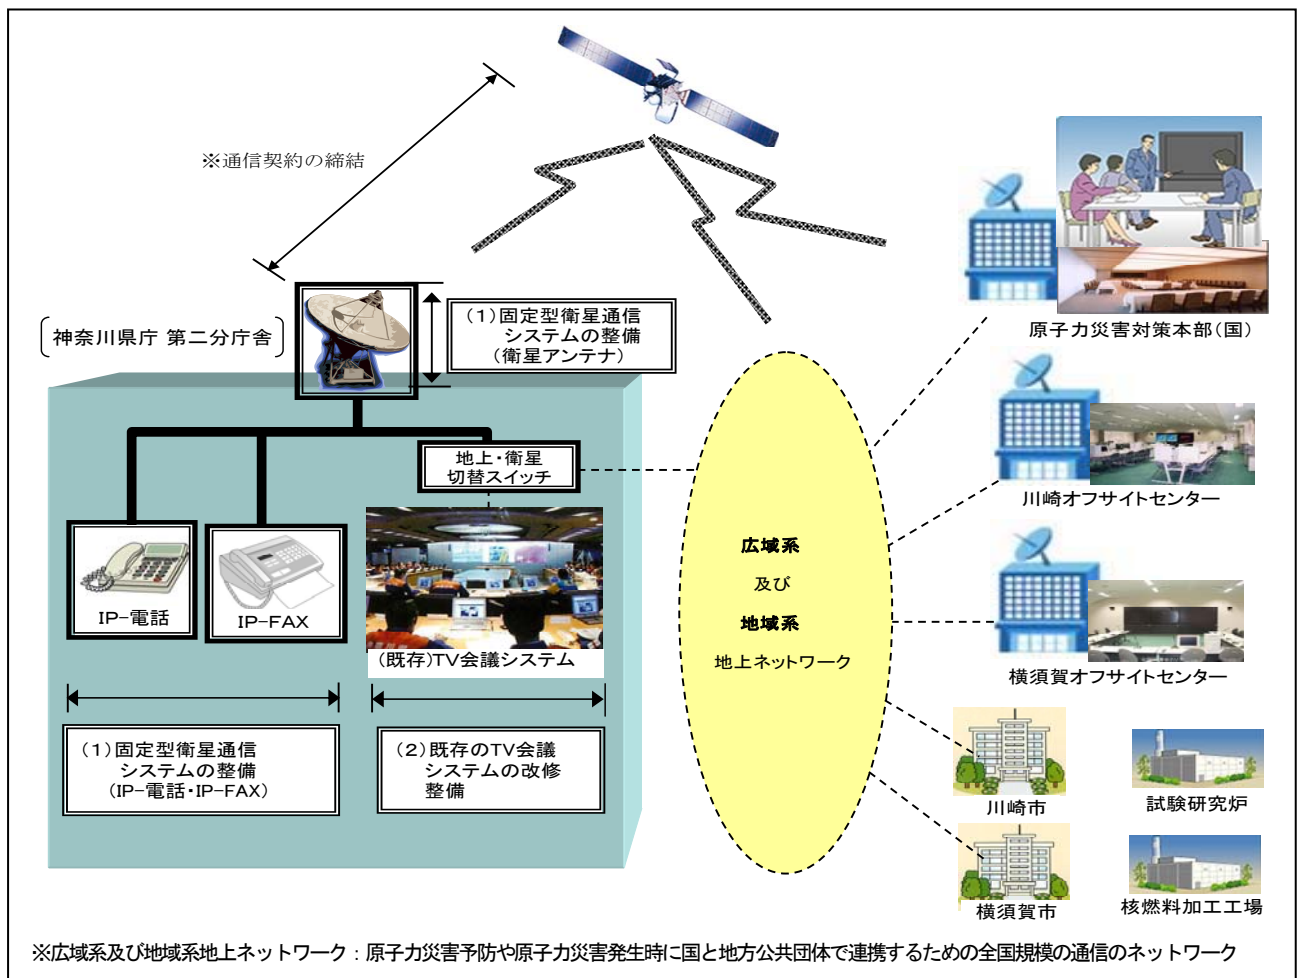 ※通信契約の締結
神奈川県庁 第二分庁舎
(1)固定型衛星通信
システムの整備
(衛星アンテナ)
地上・衛星
切替スイッチ
IP-電話
IP-FAX
(既存)TV会議システム
(1)固定型衛星通信
システムの整備
(IP-電話・IP-FAX)
(2)既存のTV会議
システムの改修
整備
広域系
及び
地域系
地上ネットワーク
原子力災害対策本部(国)
川崎オフサイトセンター
横須賀オフサイトセンター
川崎市
試験研究炉
横須賀市
核燃料加工工場
※広域系及び地域系地上ネットワーク:原子力災害予防や原子力災害発生時に国と地方公共団体で連携するための全国規模の通信のネットワーク